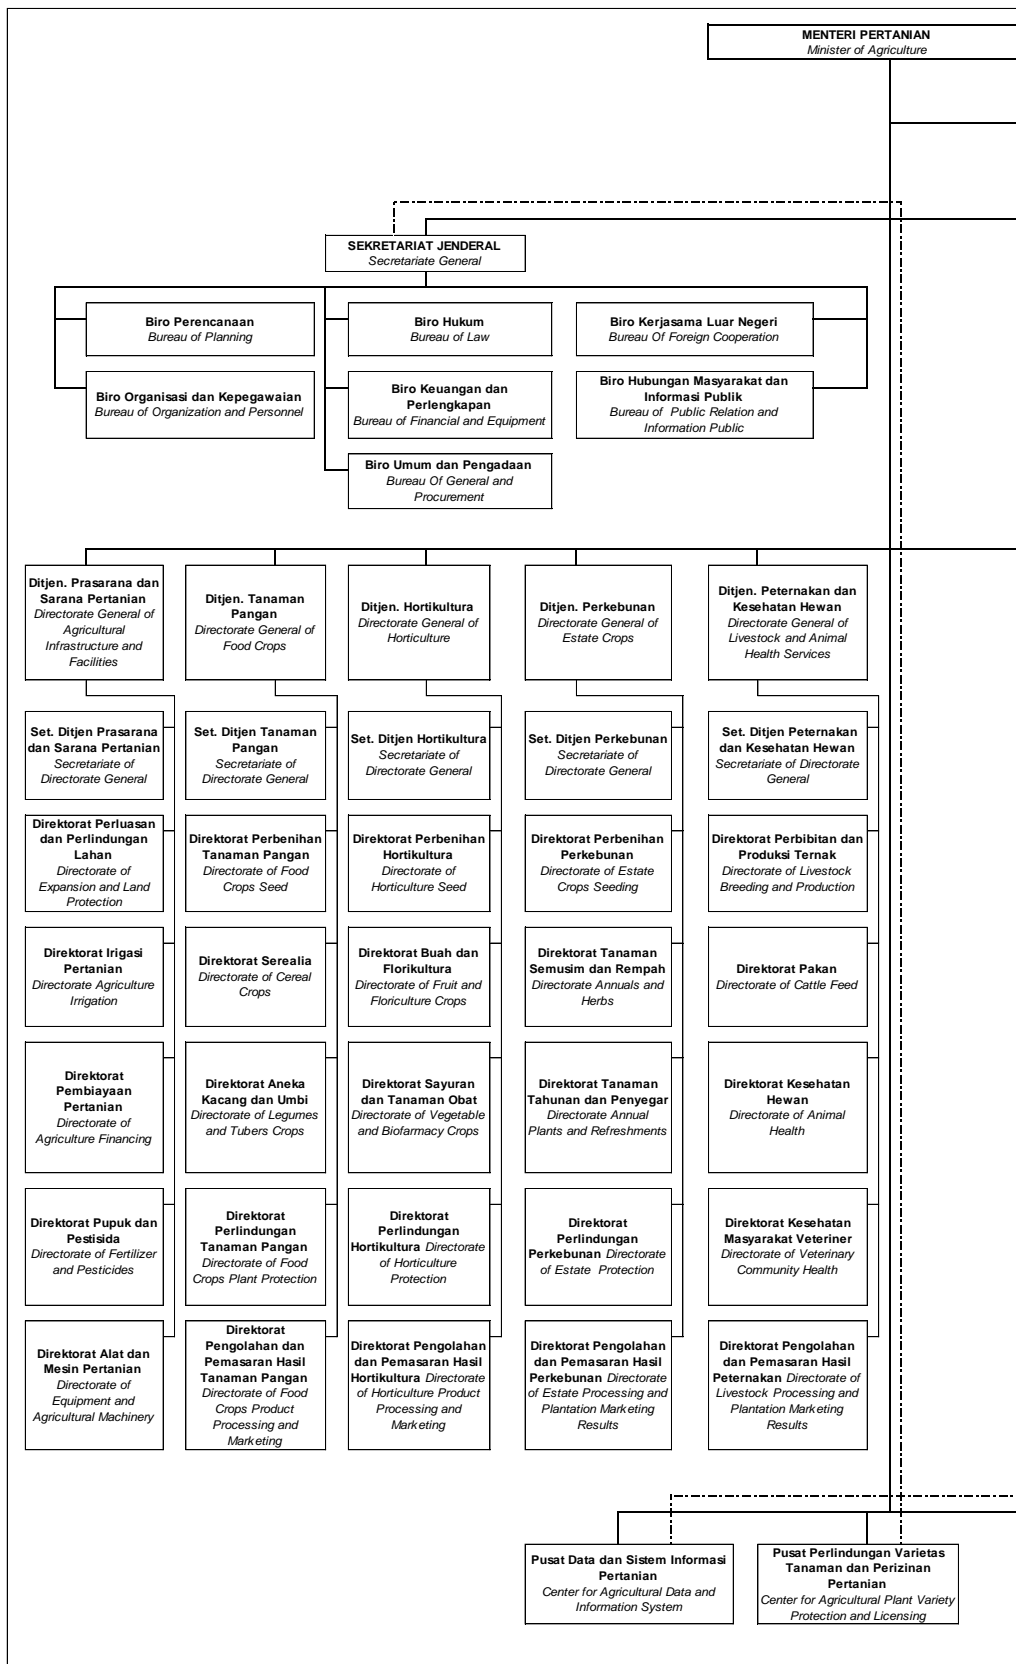 MENTERI PERTANIAN
Minister of Agriculture
SEKRETARIAT JENDERAL
Secretariate General
Biro Perencanaan
Bureau of Planning
Biro Hukum
Bureau of Law
Biro Kerjasama Luar Negeri
Bureau Of Foreign Cooperation
Biro Organisasi dan Kepegawaian
Bureau of Organization and Personnel
Biro Keuangan dan
Perlengkapan
Bureau of Financial and Equipment
Biro Hubungan Masyarakat dan
Informasi Publik
Bureau of Public Relation and
Information Public
Biro Umum dan Pengadaan
Bureau Of General and
Procurement
Ditjen. Prasarana dan
Sarana Pertanian
Directorate General of
Agricultural
Infrastructure and
Facilities
Ditjen. Tanaman
Pangan
Directorate General of
Food Crops
Ditjen. Hortikultura
Directorate General of
Horticulture
Ditjen. Perkebunan
Directorate General of
Estate Crops
Ditjen. Peternakan dan
Kesehatan Hewan
Directorate General of
Livestock and Animal
Health Services
Set. Ditjen Prasarana
dan Sarana Pertanian
Secretariate of
Directorate General
Set. Ditjen Tanaman
Pangan
Secretariate of
Directorate General
Set. Ditjen Hortikultura
Secretariate of
Directorate General
Set. Ditjen Perkebunan
Secretariate of
Directorate General
Set. Ditjen Peternakan
dan Kesehatan Hewan
Secretariate of Directorate
General
Direktorat Perluasan
dan Perlindungan
Lahan
Directorate of
Expansion and Land
Protection
Direktorat Perbenihan
Tanaman Pangan
Directorate of Food
Crops Seed
Direktorat Perbenihan
Hortikultura
Directorate of
Horticulture Seed
Direktorat Perbenihan
Perkebunan
Directorate of Estate
Crops Seeding
Direktorat Perbibitan dan
Produksi Ternak
Directorate of Livestock
Breeding and Production
Direktorat Irigasi
Pertanian
Directorate Agriculture
Irrigation
Direktorat Serealia
Directorate of Cereal
Crops
Direktorat Buah dan
Florikultura
Directorate of Fruit and
Floriculture Crops
Direktorat Tanaman
Semusim dan Rempah
Directorate Annuals and
Herbs
Direktorat Pakan
Directorate of Cattle Feed
Direktorat
Pembiayaan
Pertanian
Directorate of
Agriculture Financing
Direktorat Aneka
Kacang dan Umbi
Directorate of Legumes
and Tubers Crops
Direktorat Sayuran
dan Tanaman Obat
Directorate of Vegetable
and Biofarmacy Crops
Direktorat Tanaman
Tahunan dan Penyegar
Directorate Annual
Plants and Refreshments
Direktorat Kesehatan
Hewan
Directorate of Animal
Health
Direktorat Pupuk dan
Pestisida
Directorate of Fertilizer
and Pesticides
Direktorat
Perlindungan
Tanaman Pangan
Directorate of Food
Crops Plant Protection
Direktorat
Perlindungan
Hortikultura Directorate
of Horticulture
Protection
Direktorat
Perlindungan
Perkebunan Directorate
of Estate Protection
Direktorat Kesehatan
Masyarakat Veteriner
Directorate of Veterinary
Community Health
Direktorat Alat dan
Mesin Pertanian
Directorate of
Equipment and
Agricultural Machinery
Direktorat
Pengolahan dan
Pemasaran Hasil
Tanaman Pangan
Directorate of Food
Crops Product
Processing and
Marketing
Direktorat Pengolahan
dan Pemasaran Hasil
Hortikultura Directorate
of Horticulture Product
Processing and
Marketing
Direktorat Pengolahan
dan Pemasaran Hasil
Perkebunan Directorate
of Estate Processing and
Plantation Marketing
Results
Direktorat Pengolahan
dan Pemasaran Hasil
Peternakan Directorate of
Livestock Processing and
Plantation Marketing
Results
Pusat Data dan Sistem Informasi
Pertanian
Center for Agricultural Data and
Information System
Pusat Perlindungan Varietas
Tanaman dan Perizinan
Pertanian
Center for Agricultural Plant Variety
Protection and Licensing